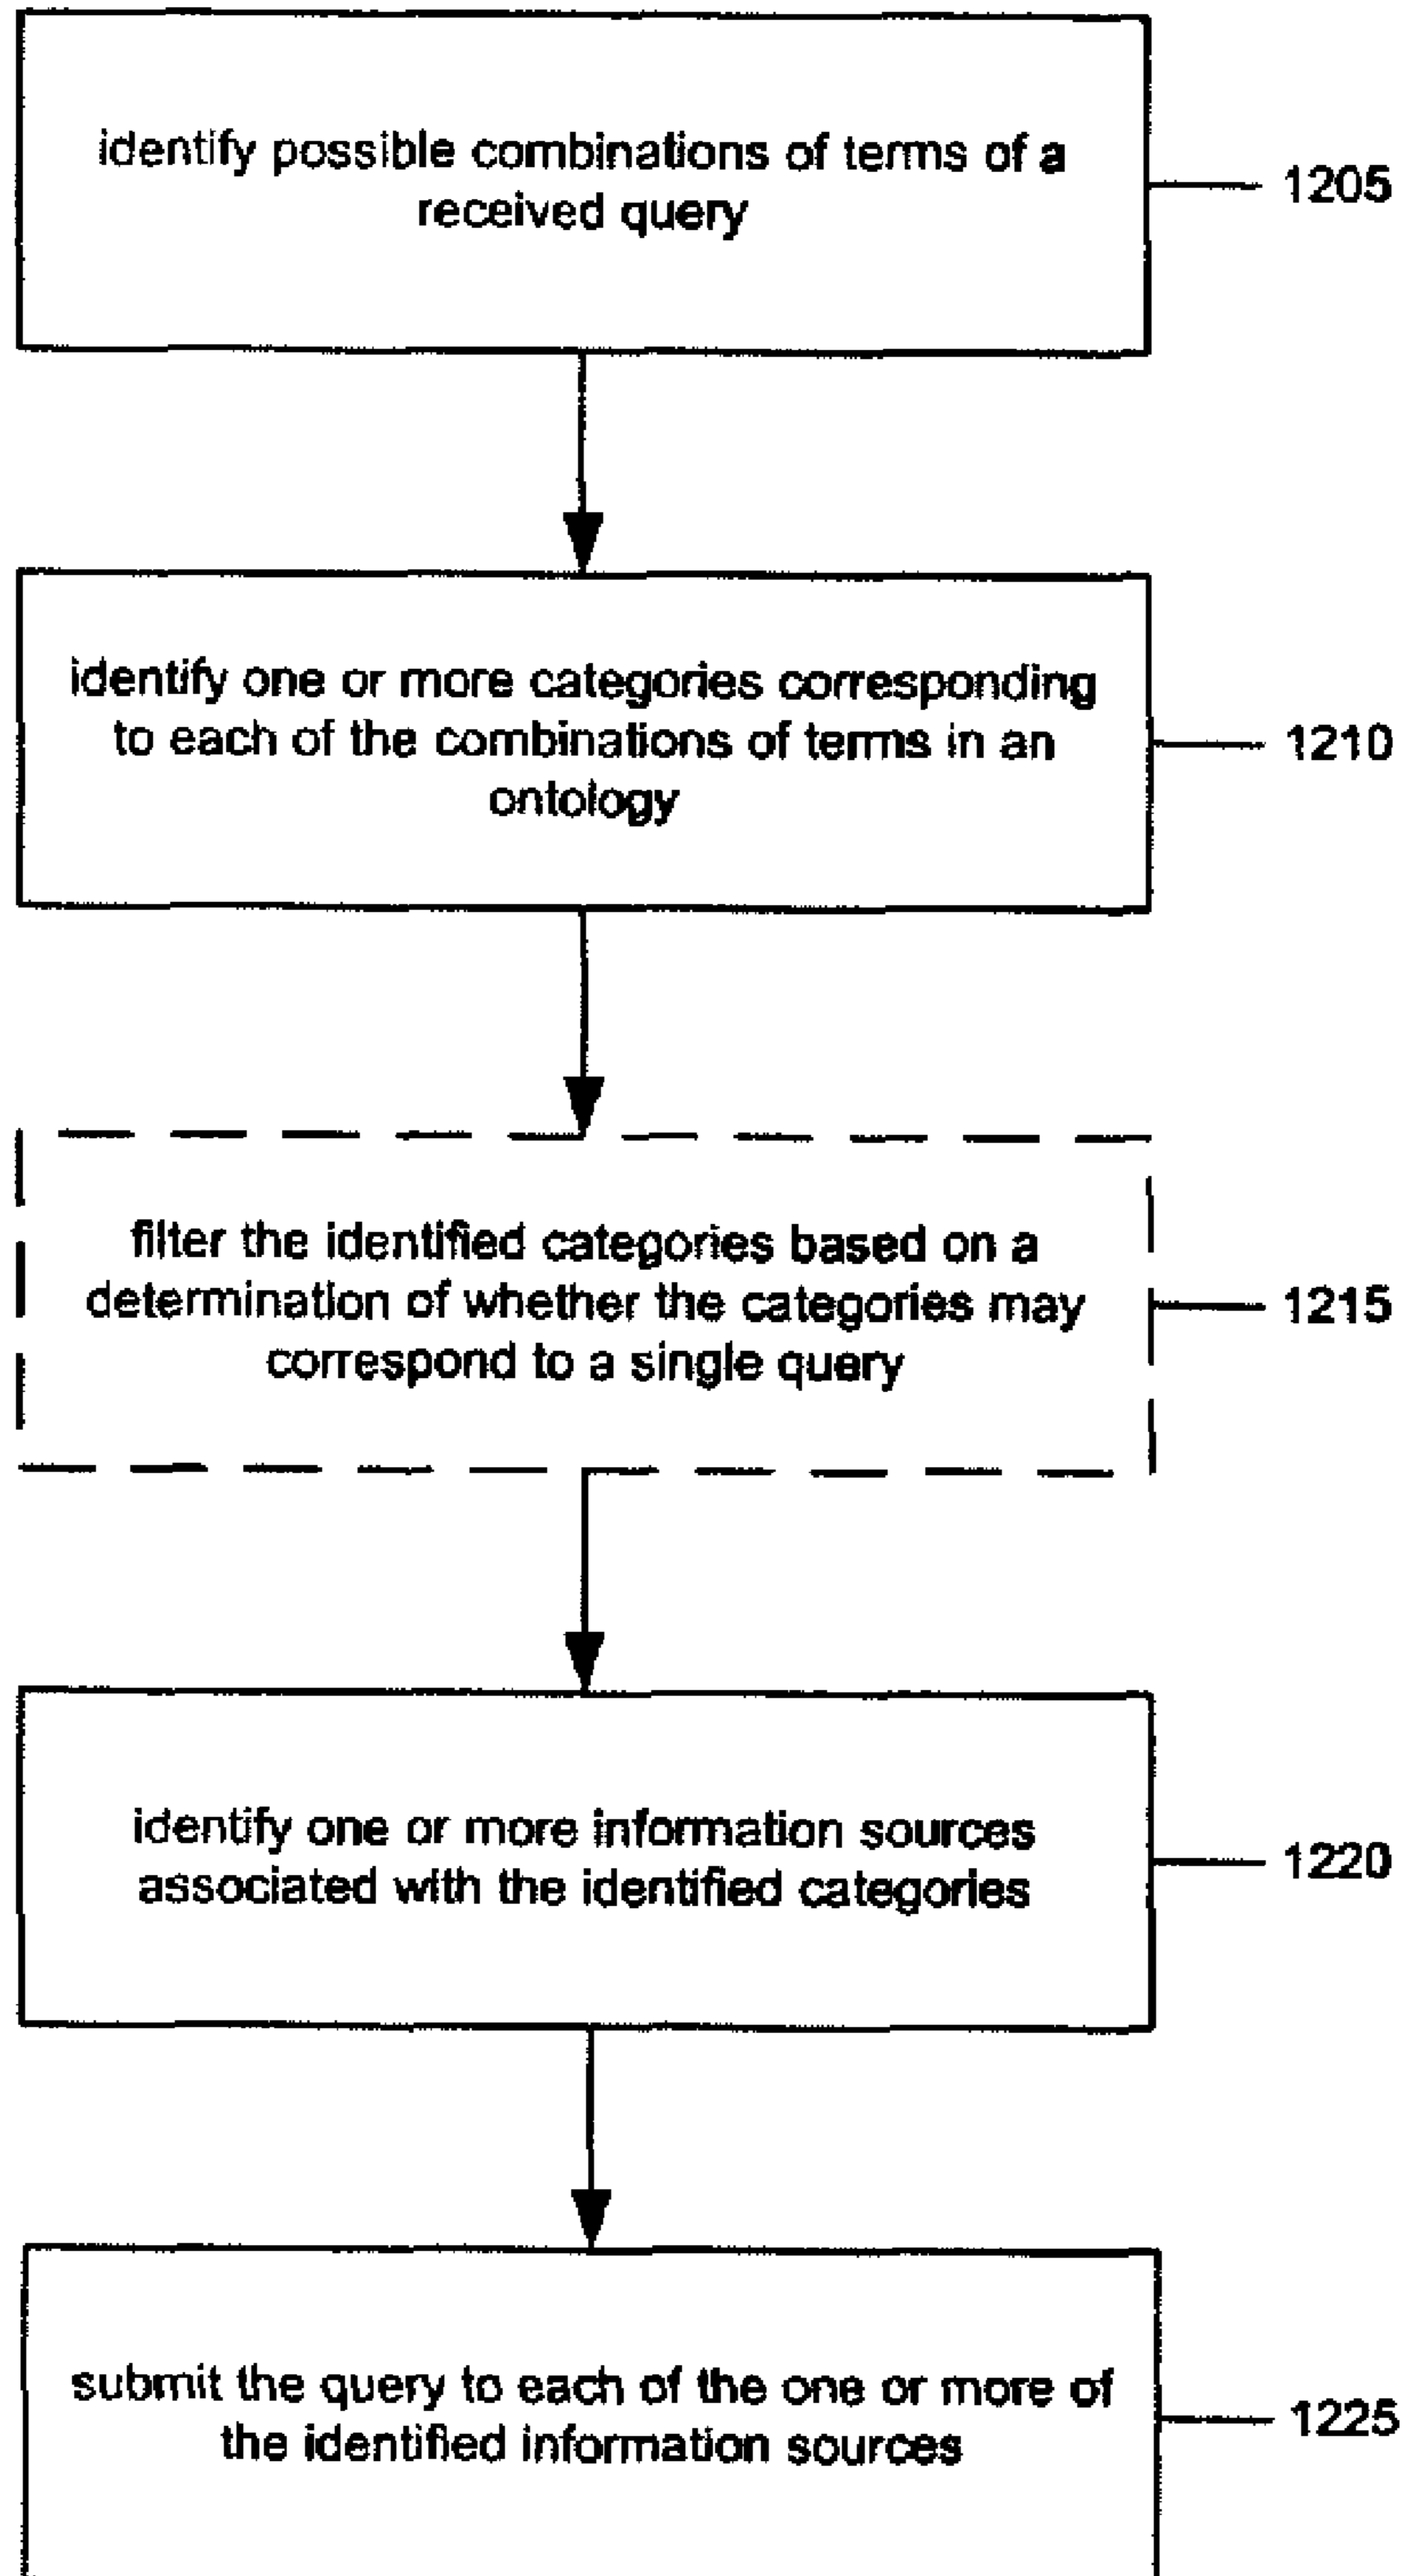 identify possible combinations of terms of a
received query
1205
identify one or more categories corresponding
to each of the combinations of terms in an
ontology
1210
filter the identified categories based on a
determination of whether the categories may
correspond to a single query
1215
identify one or more information sources
associated with the identified categories
1220
submit the query to each of the one or more of
the identified information sources
1225